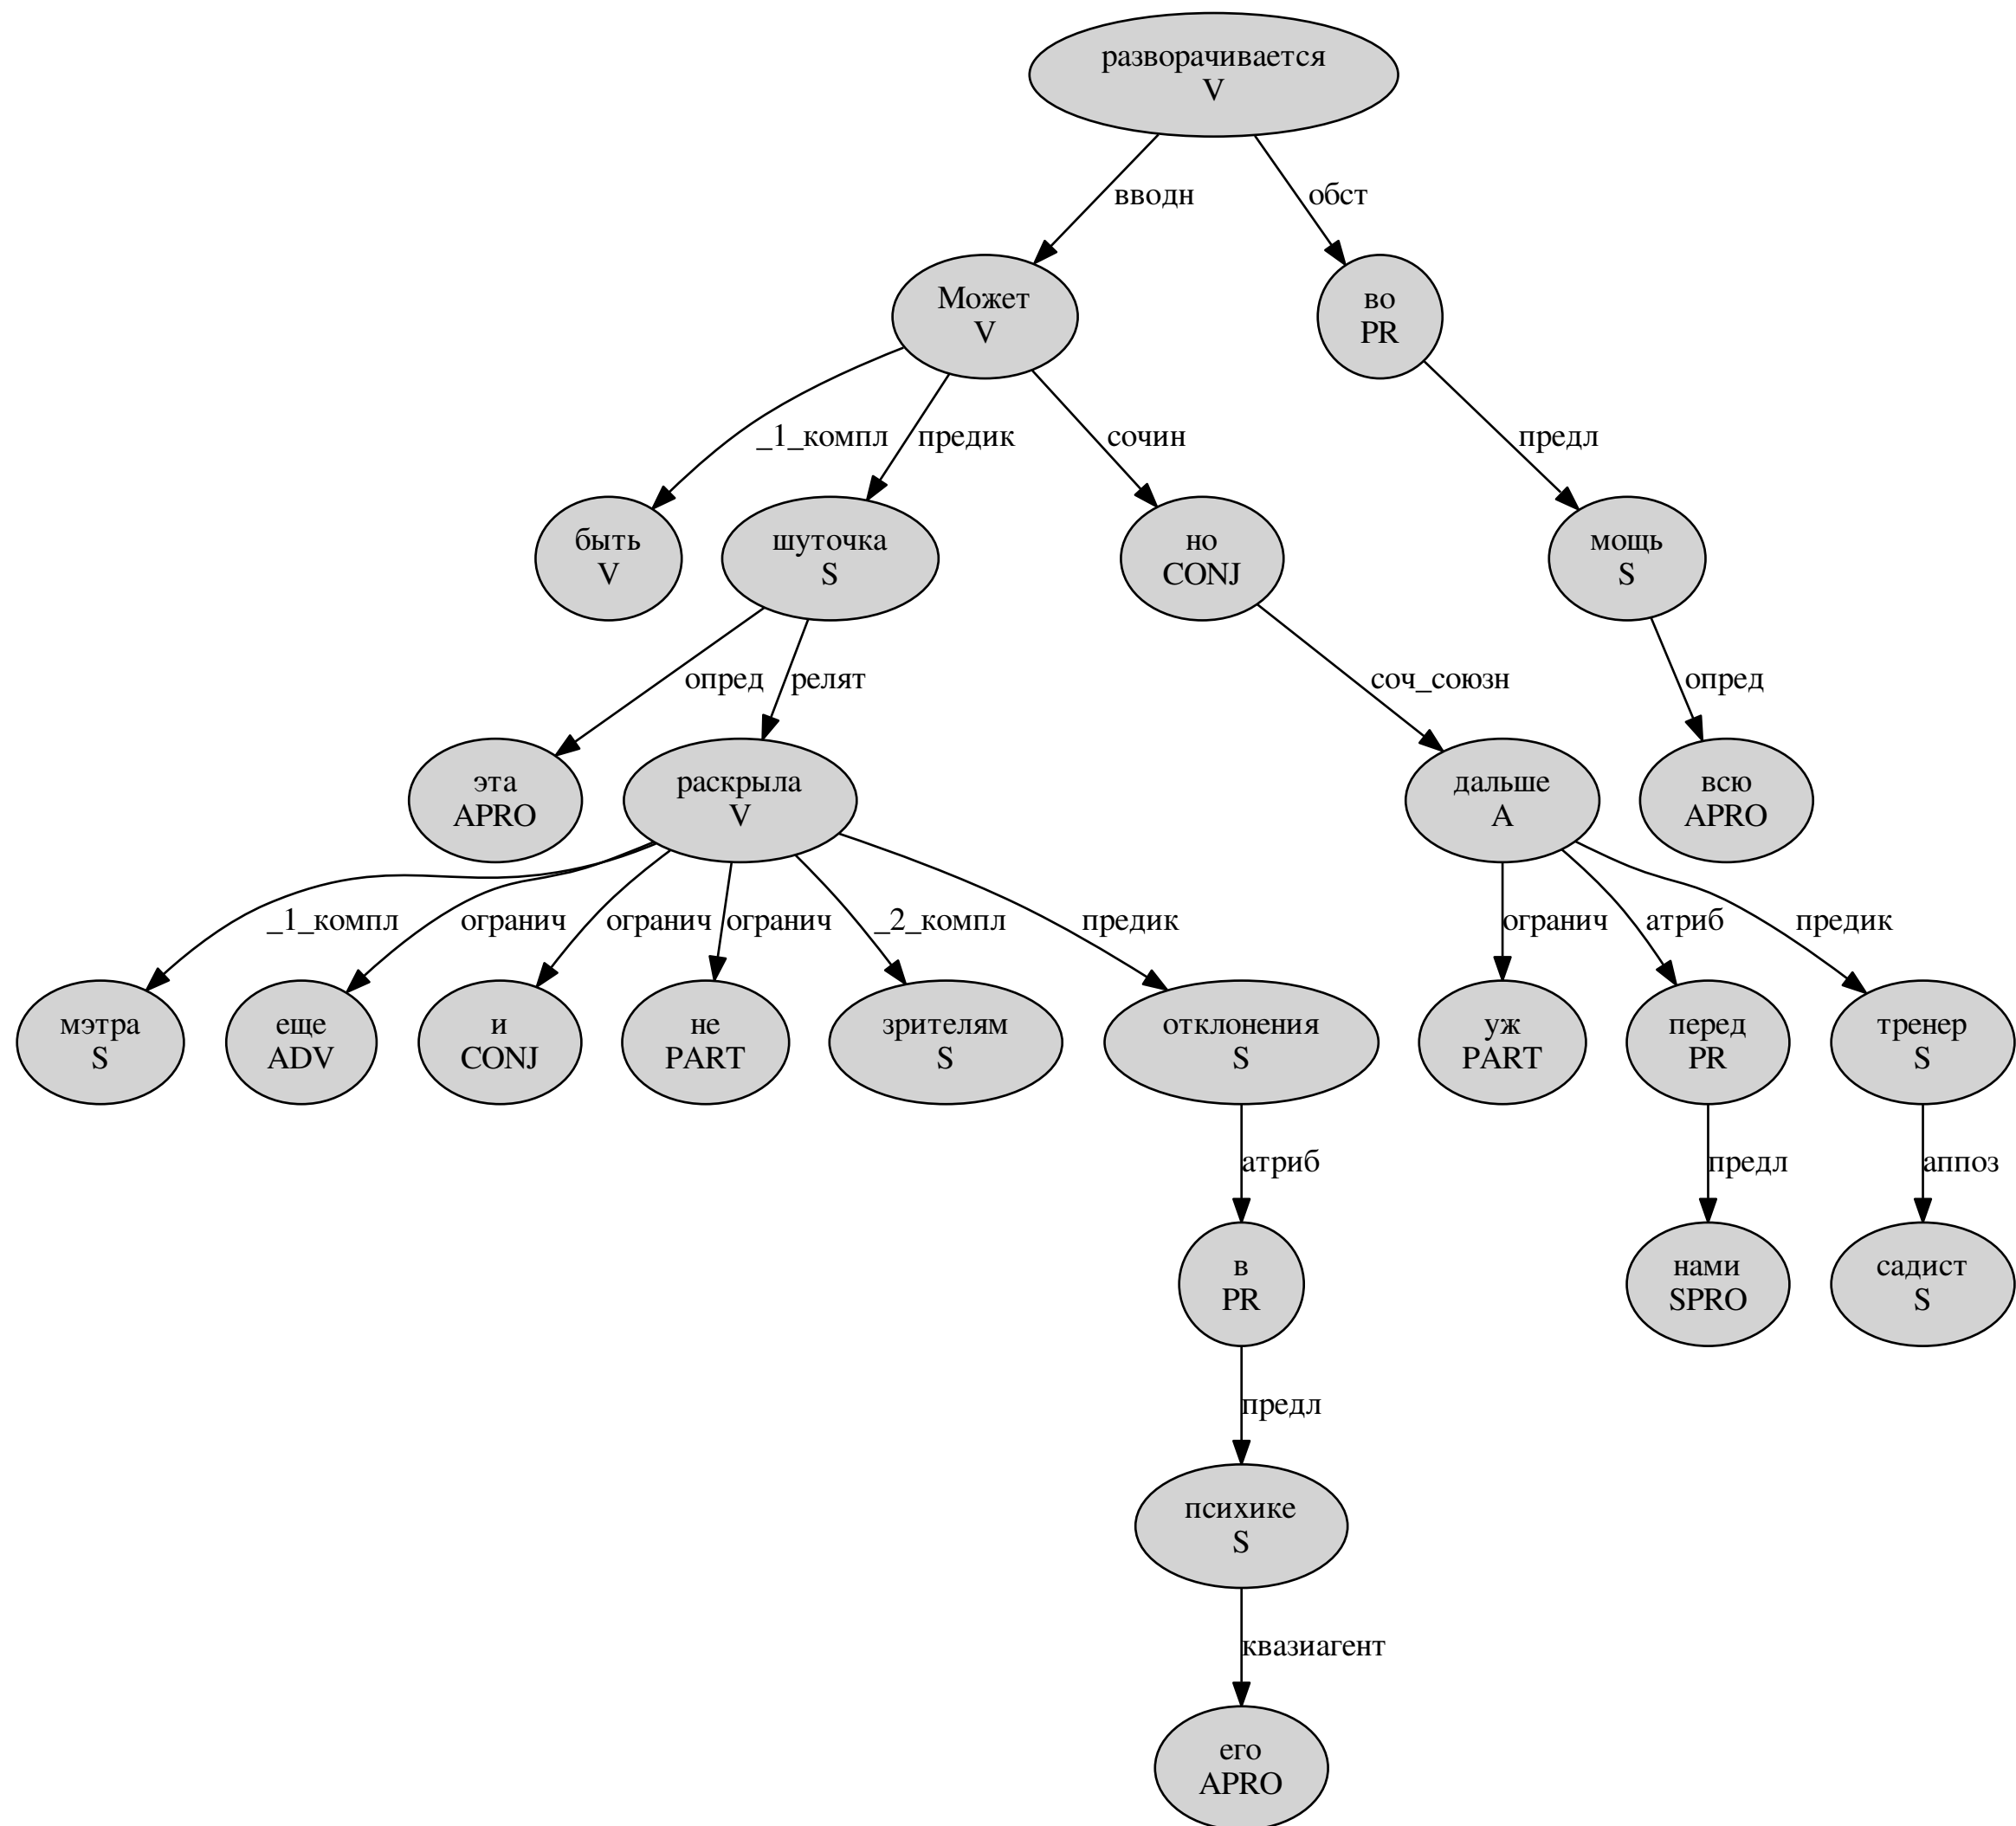 разворачивается
V
вводн
обст
Может
V
во
PR
_1_компл
предик
сочин
предл
быть
V
шуточка
S
но
CONJ
мощь
S
опред
релят
соч_союзн
опред
эта
APRO
раскрыла
V
дальше
A
всю
APRO
_1_компл
огранич
огранич
огранич
_2_компл
предик
огранич
атриб
предик
мэтра
S
еще
ADV
и
CONJ
не
PART
зрителям
S
отклонения
S
уж
PART
перед
PR
тренер
S
атриб
предл
аппоз
в
PR
нами
SPRO
садист
S
предл
психике
S
квазиагент
его
APRO